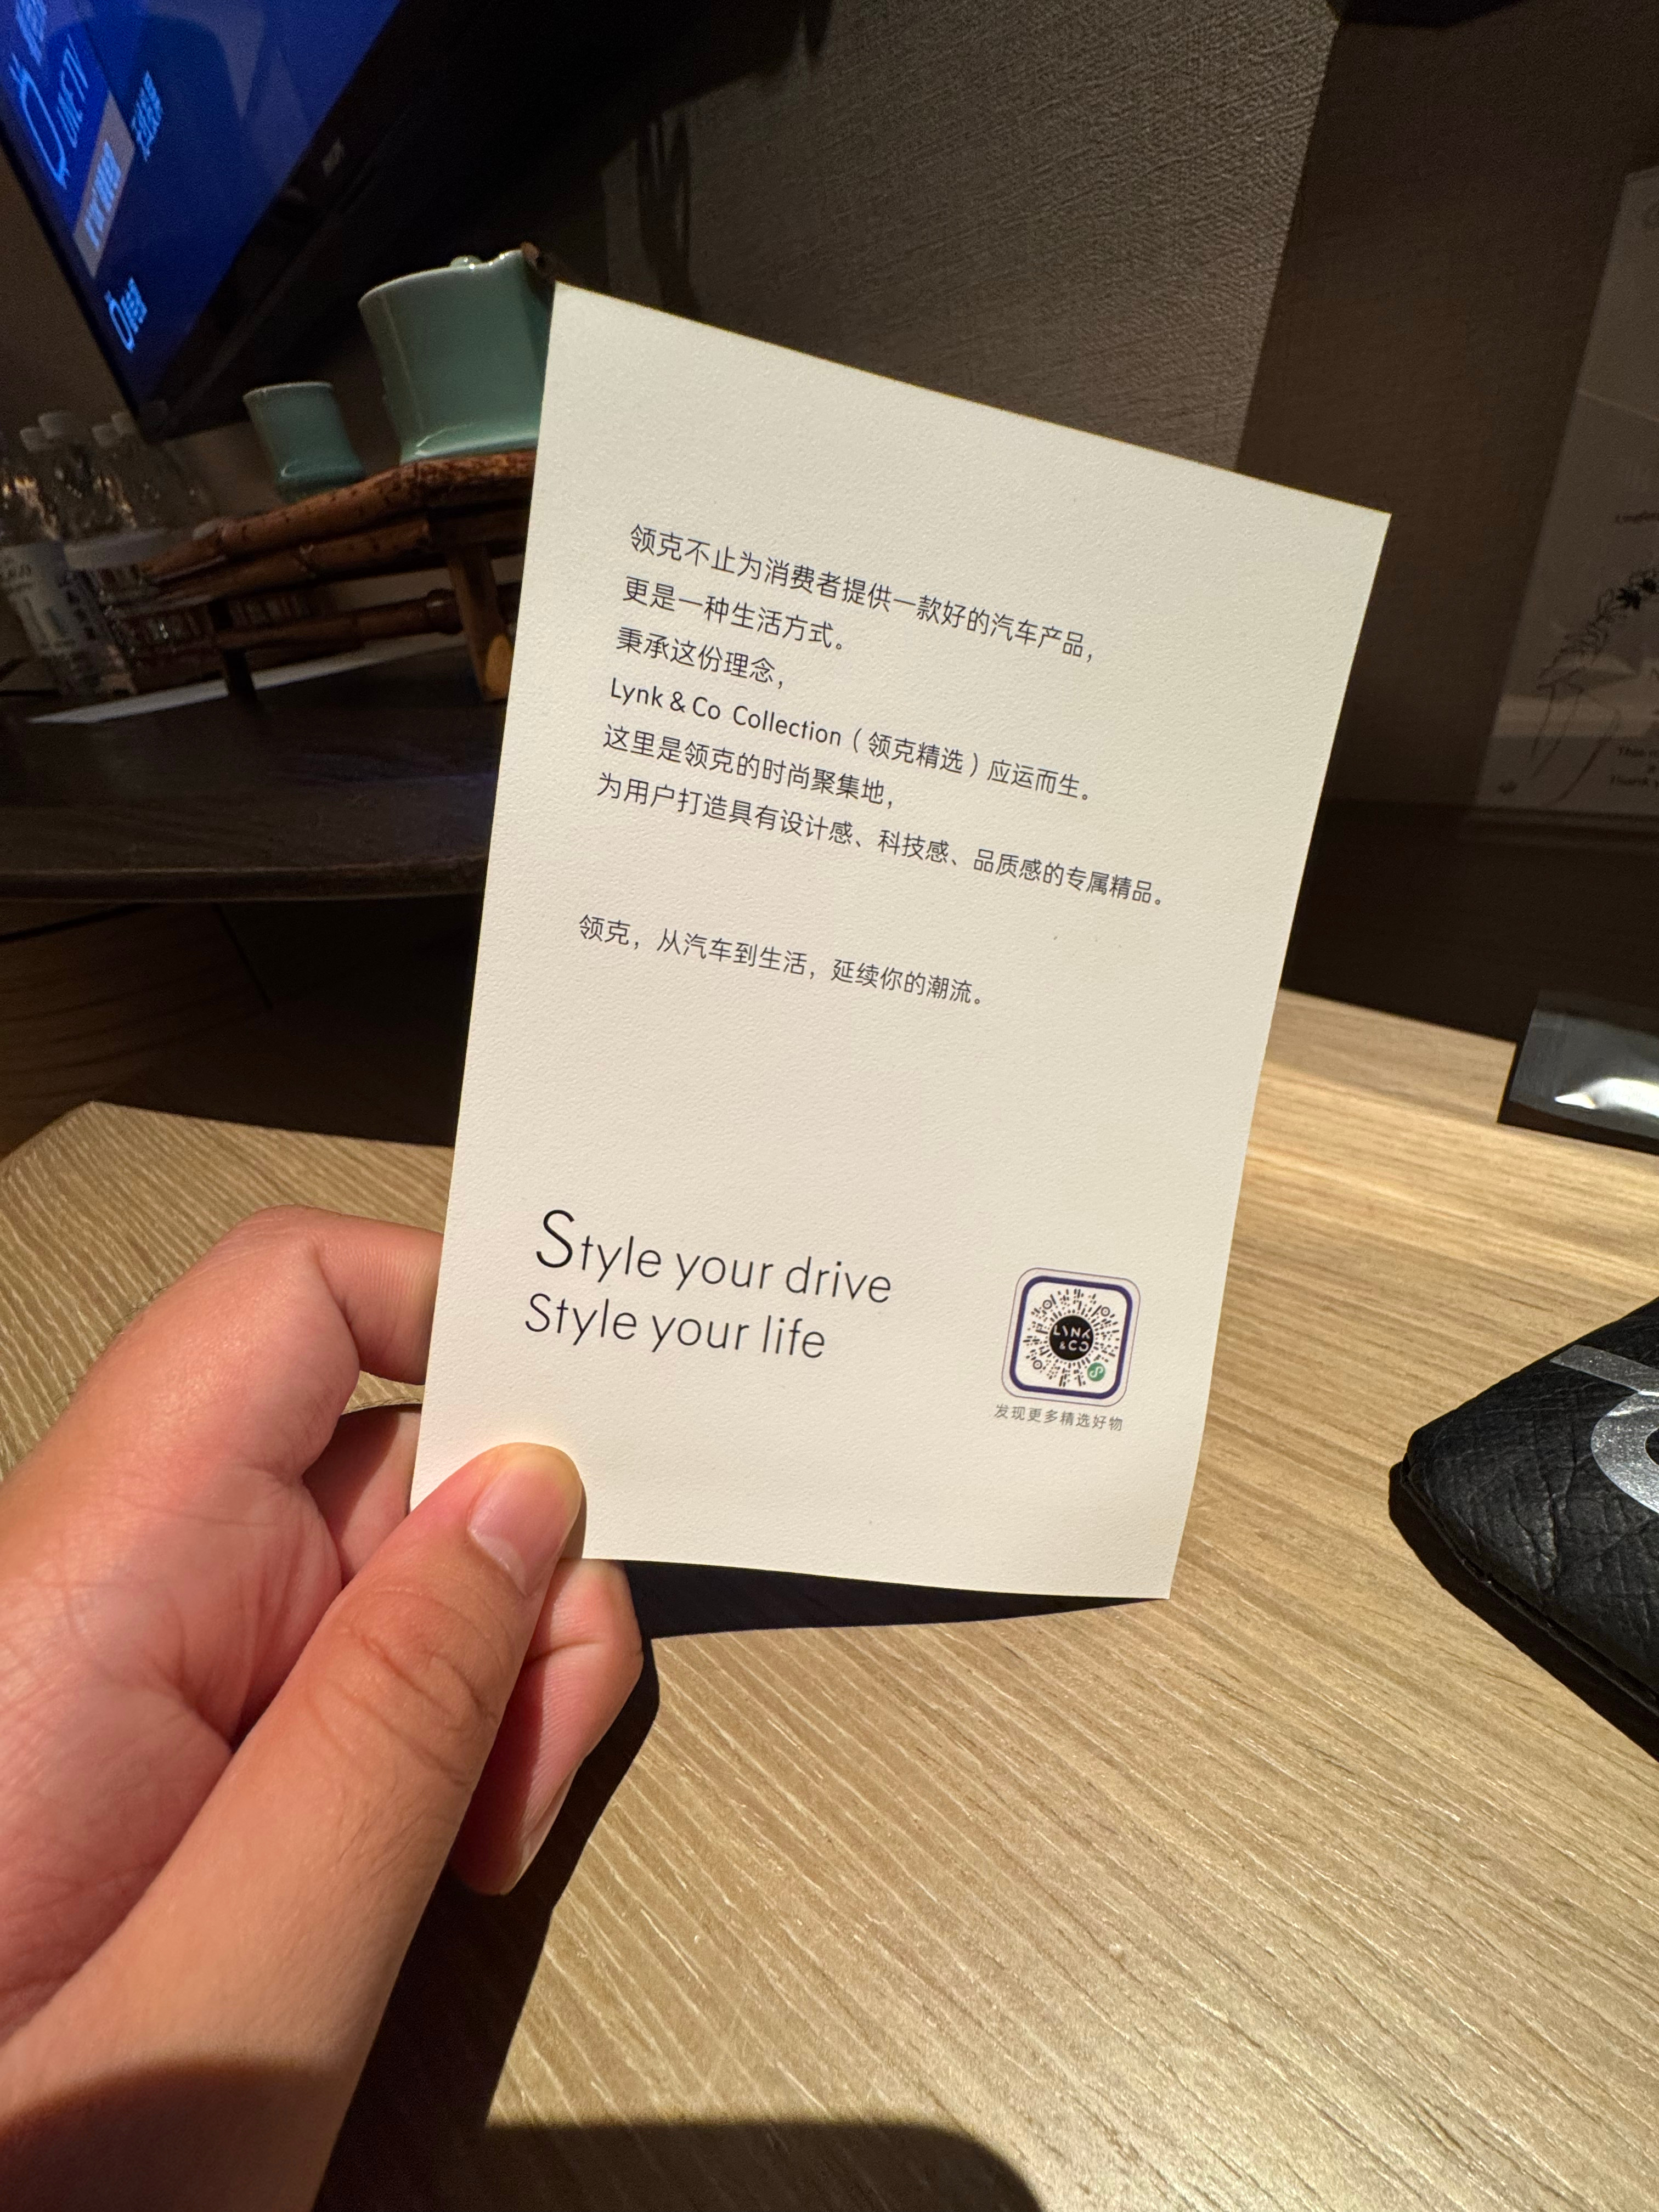 领克不止为消费者提供一款好的汽车产品，
更是一种生活方式。
秉承这份理念，
Lynk & Co Collection（领克精选）应运而生。
这里是领克的时尚聚集地，
为用户打造具有设计感、科技感、品质感的专属精品。
领克，从汽车到生活，延续你的潮流。
Style your drive
Style your life
LYNK
& CO
发现更多精选好物
LIVE TV